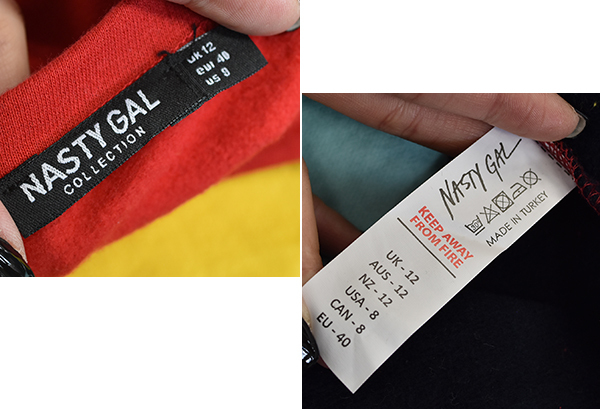 NASTY GAL
COLLECTION
UK 12
eur 40
us 8
NASTY GAL
KEEP AWAY
FROM FIRE
MADE IN TURKEY
UK - 12
AUS - 12
NZ - 12
USA - 8
CAN - 8
EU - 40